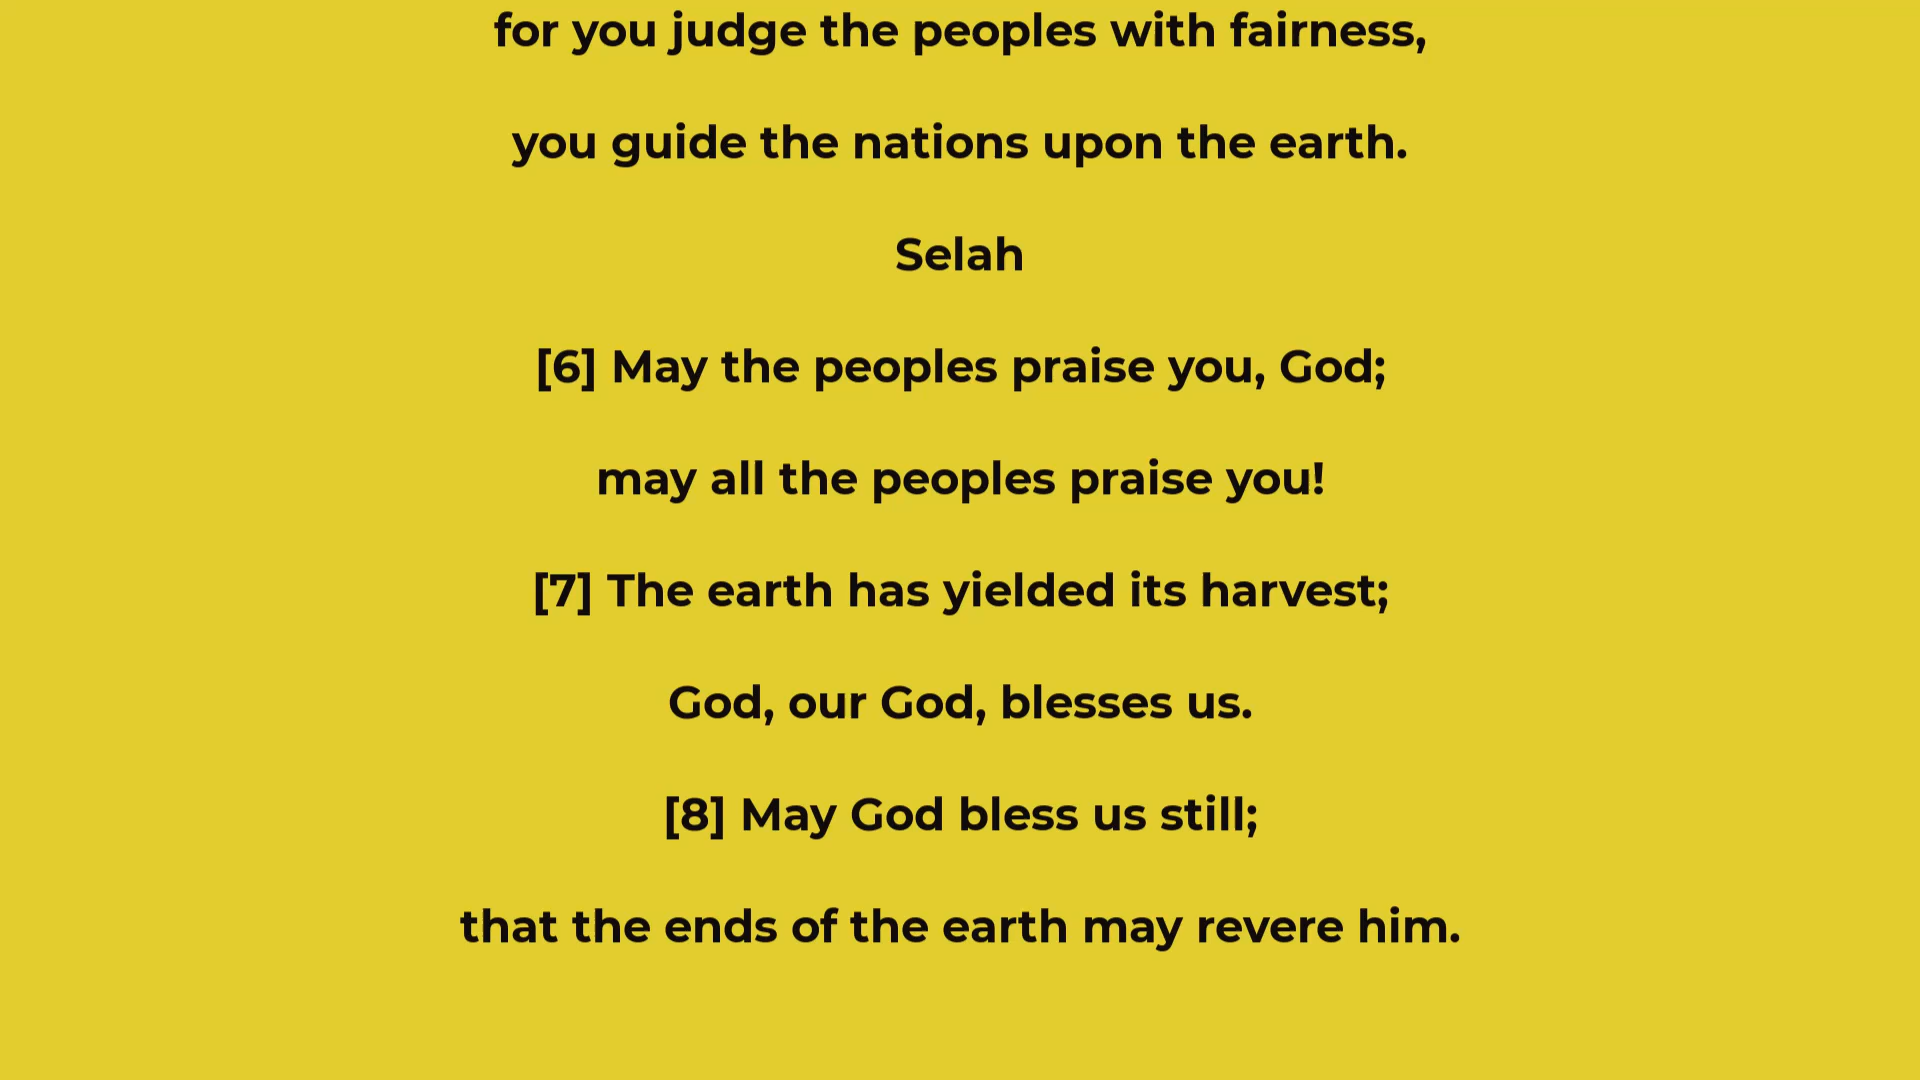 for you judge the peoples with fairness,
you guide the nations upon the earth.
Selah
[6] May the peoples praise you, God;
may all the peoples praise you!
[7] The earth has yielded its harvest;
God, our God, blesses us.
[8] May God bless us still;
that the ends of the earth may revere him.